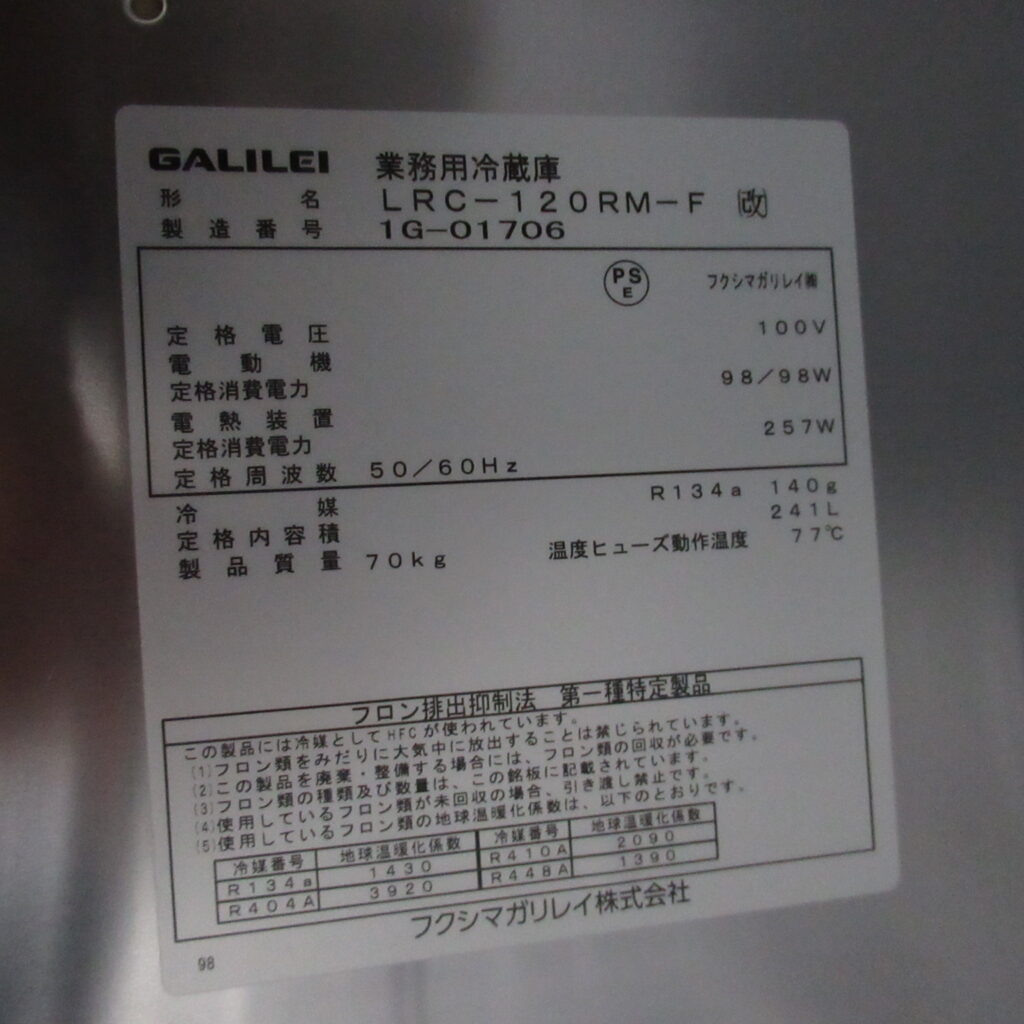 GALILEI 業務用冷蔵庫
形名 LRC-120RM-F ㊋改
製造番号 1G-01706
PSE フクシマガリレイ㈱
定格電圧 100V
電動機
定格消費電力 98/98W
電熱装置
定格消費電力 257W
定格周波数 50/60Hz
冷媒 R134a 140g
定格内容積 241L
製品質量 70kg 温度ヒューズ動作温度 77℃
フロン排出抑制法 第一種特定製品
この製品には冷媒としてHFCが使われています。
(1)フロン類をみだりに大気中に放出することは禁じられています。
(2)この製品を廃棄・整備する場合には、フロン類の回収が必要です。
(3)フロン類の種類及び数量は、この銘板に記載されています。
(4)使用しているフロン類が未回収の場合、引き渡し禁止です。
(5)使用しているフロン類の地球温暖化係数は、以下のとおりです。
冷媒番号 地球温暖化係数 冷媒番号 地球温暖化係数
R134a 1430 R410A 2090
R404A 3920 R448A 1390
フクシマガリレイ株式会社
98